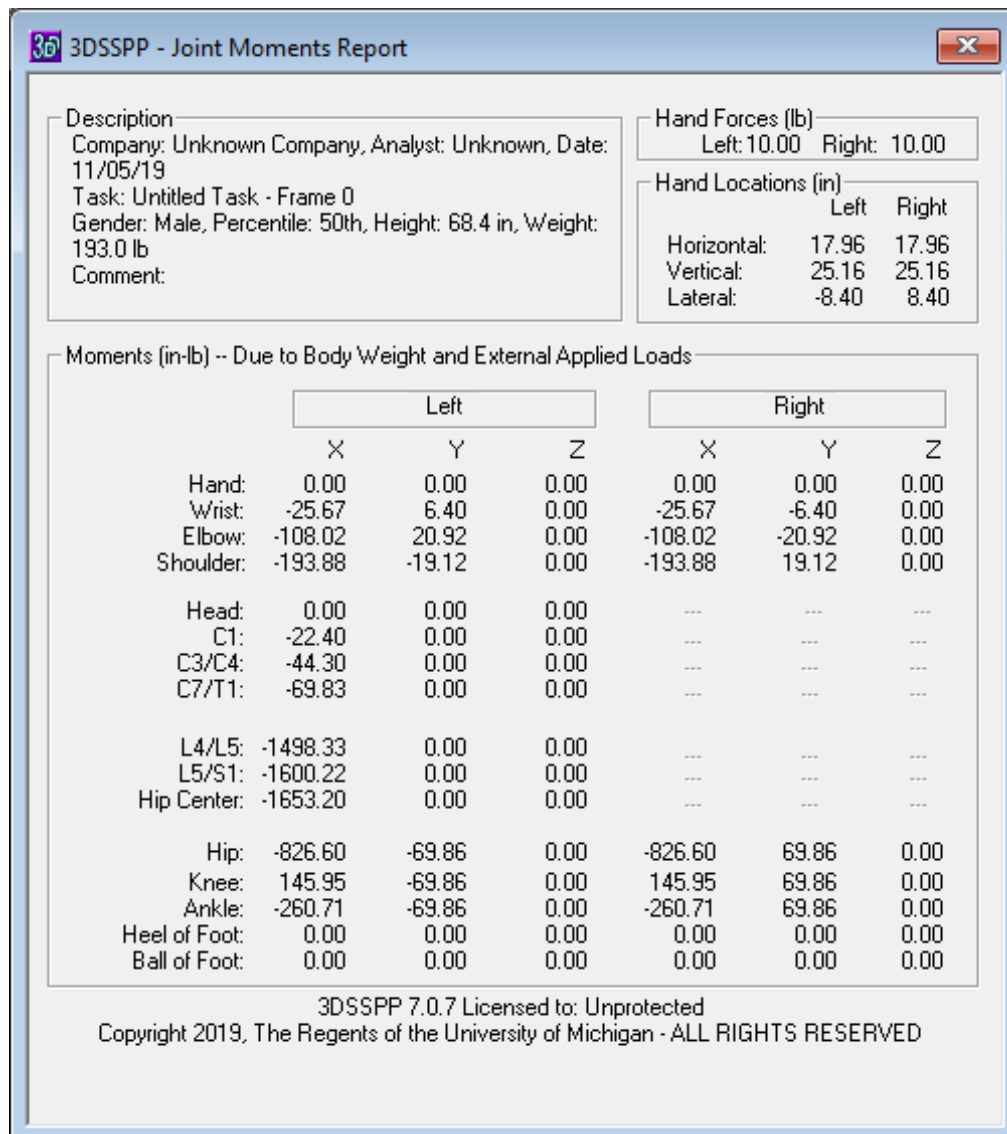 3D 3DSSPP - Joint Moments Report
Description
Company: Unknown Company, Analyst: Unknown, Date:
11/05/19
Task: Untitled Task - Frame 0
Gender: Male, Percentile: 50th, Height: 68.4 in, Weight:
193.0 lb
Comment:
Hand Forces (lb)
Left: 10.00 Right: 10.00
Hand Locations (in)
Left Right
Horizontal: 17.96 17.96
Vertical: 25.16 25.16
Lateral: -8.40 8.40
Moments (in-lb) -- Due to Body Weight and External Applied Loads
Left Right
X Y Z X Y Z
Hand: 0.00 0.00 0.00 0.00 0.00 0.00
Wrist: -25.67 6.40 0.00 -25.67 -6.40 0.00
Elbow: -108.02 20.92 0.00 -108.02 -20.92 0.00
Shoulder: -193.88 -19.12 0.00 -193.88 19.12 0.00
Head: 0.00 0.00 0.00 --- --- ---
C1: -22.40 0.00 0.00 --- --- ---
C3/C4: -44.30 0.00 0.00 --- --- ---
C7/T1: -69.83 0.00 0.00 --- --- ---
L4/L5: -1498.33 0.00 0.00 --- --- ---
L5/S1: -1600.22 0.00 0.00 --- --- ---
Hip Center: -1653.20 0.00 0.00 --- --- ---
Hip: -826.60 -69.86 0.00 -826.60 69.86 0.00
Knee: 145.95 -69.86 0.00 145.95 69.86 0.00
Ankle: -260.71 -69.86 0.00 -260.71 69.86 0.00
Heel of Foot: 0.00 0.00 0.00 0.00 0.00 0.00
Ball of Foot: 0.00 0.00 0.00 0.00 0.00 0.00
3DSSPP 7.0.7 Licensed to: Unprotected
Copyright 2019, The Regents of the University of Michigan - ALL RIGHTS RESERVED